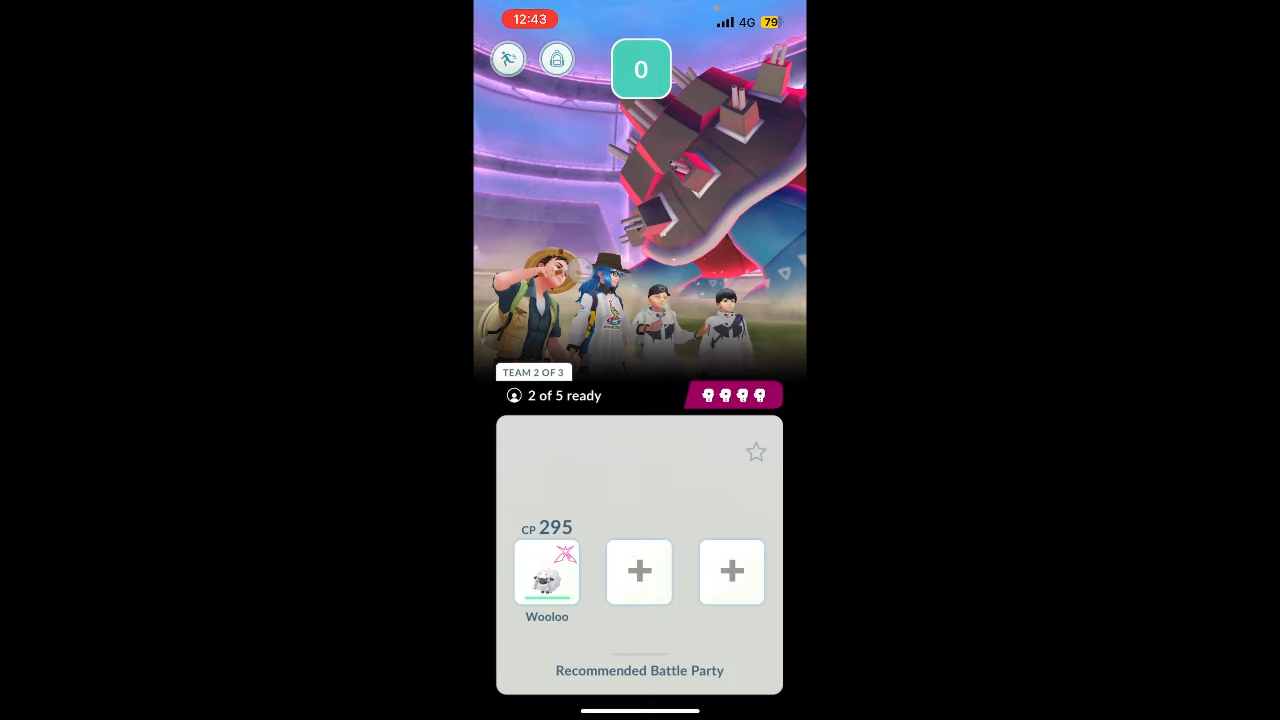 12:43
4G 79
0
TEAM 2 OF 3
2 of 5 ready
CP 295
Wooloo
Recommended Battle Party